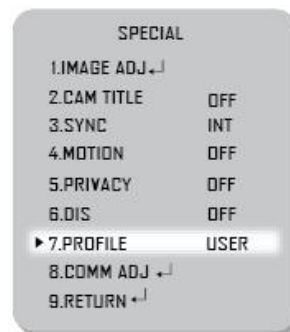 SPECIAL
1.IMAGE ADJ↵
2.CAM TITLE OFF
3.SYNC INT
4.MOTION OFF
5.PRIVACY OFF
6.DIS OFF
▶7.PROFILE USER
8.COMM ADJ ↵
9.RETURN↵